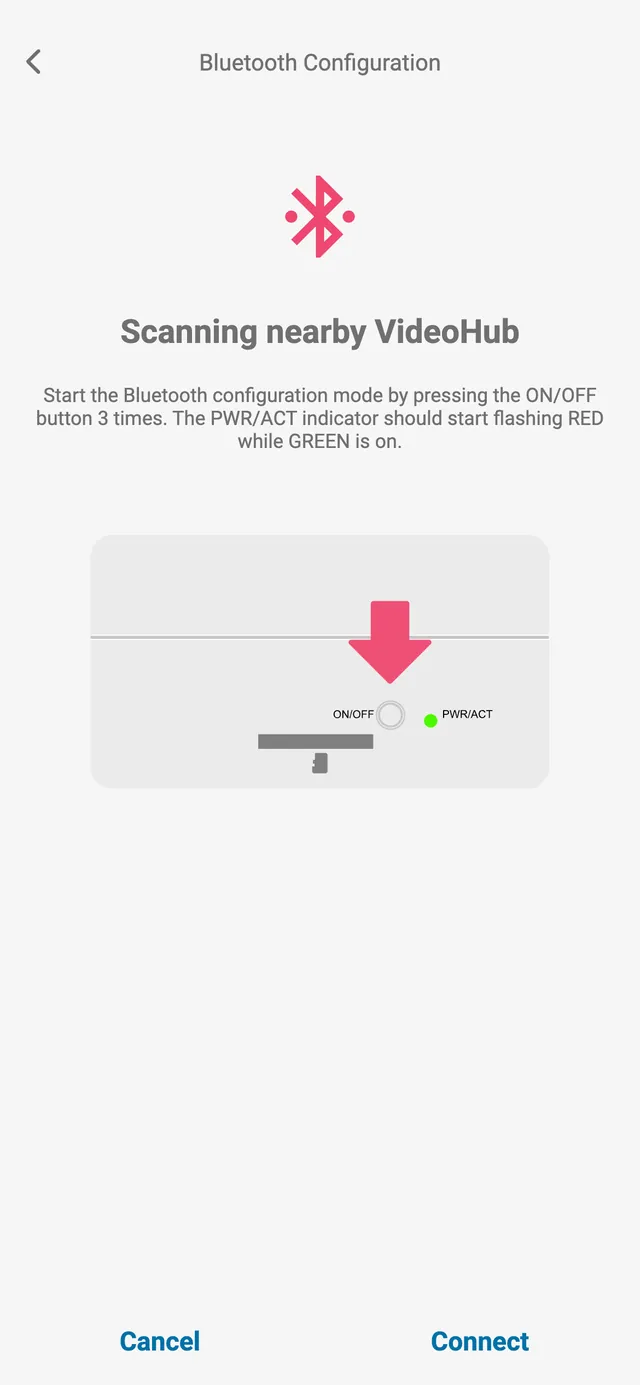 Bluetooth Configuration
Scanning nearby VideoHub
Start the Bluetooth configuration mode by pressing the ON/OFF
button 3 times. The PWR/ACT indicator should start flashing RED
while GREEN is on.
ON/OFF PWR/ACT
Cancel Connect